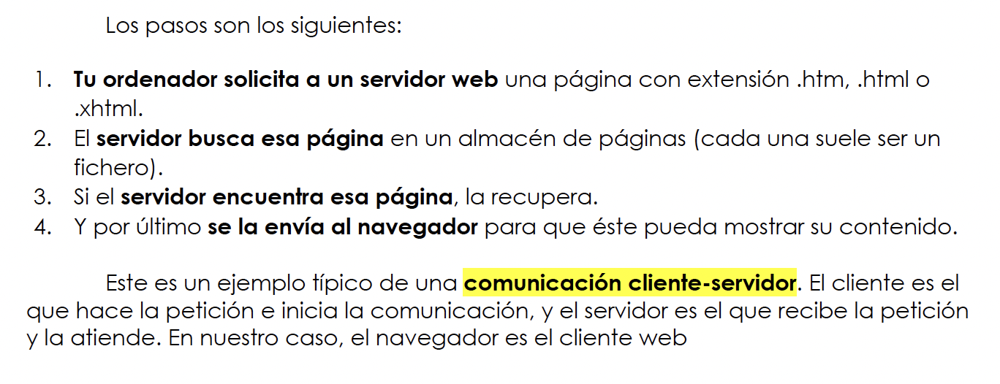 Los pasos son los siguientes:
1. Tu ordenador solicita a un servidor web una página con extensión .htm, .html o
.xhtml.
2. El servidor busca esa página en un almacén de páginas (cada una suele ser un
fichero).
3. Si el servidor encuentra esa página, la recupera.
4. Y por último se la envía al navegador para que éste pueda mostrar su contenido.
Este es un ejemplo típico de una comunicación cliente-servidor. El cliente es el
que hace la petición e inicia la comunicación, y el servidor es el que recibe la petición
y la atiende. En nuestro caso, el navegador es el cliente web